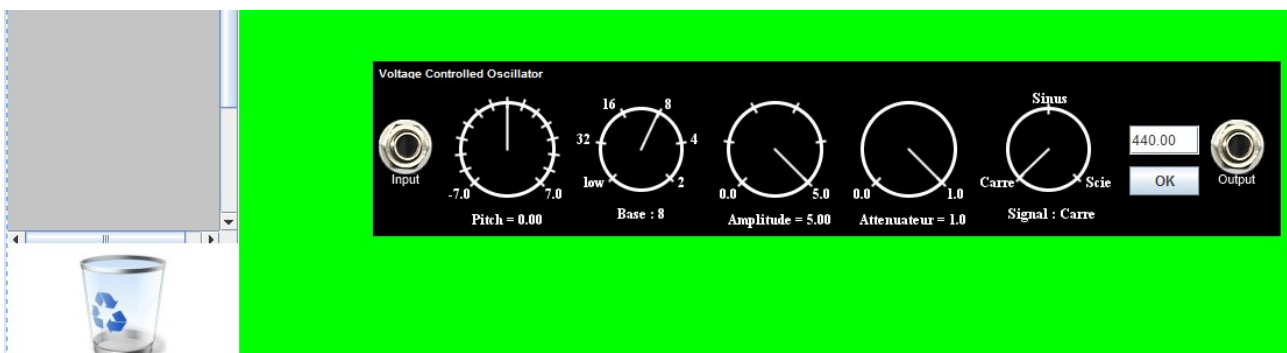 Voltage Controlled Oscillator
Input
-7.0 7.0
Pitch = 0.00
low 32 16 8 4 2
Base : 8
0.0 5.0
Amplitude = 5.00
0.0 1.0
Attenuateur = 1.0
Carre Sinus Scie
Signal : Carre
440.00
OK
Output